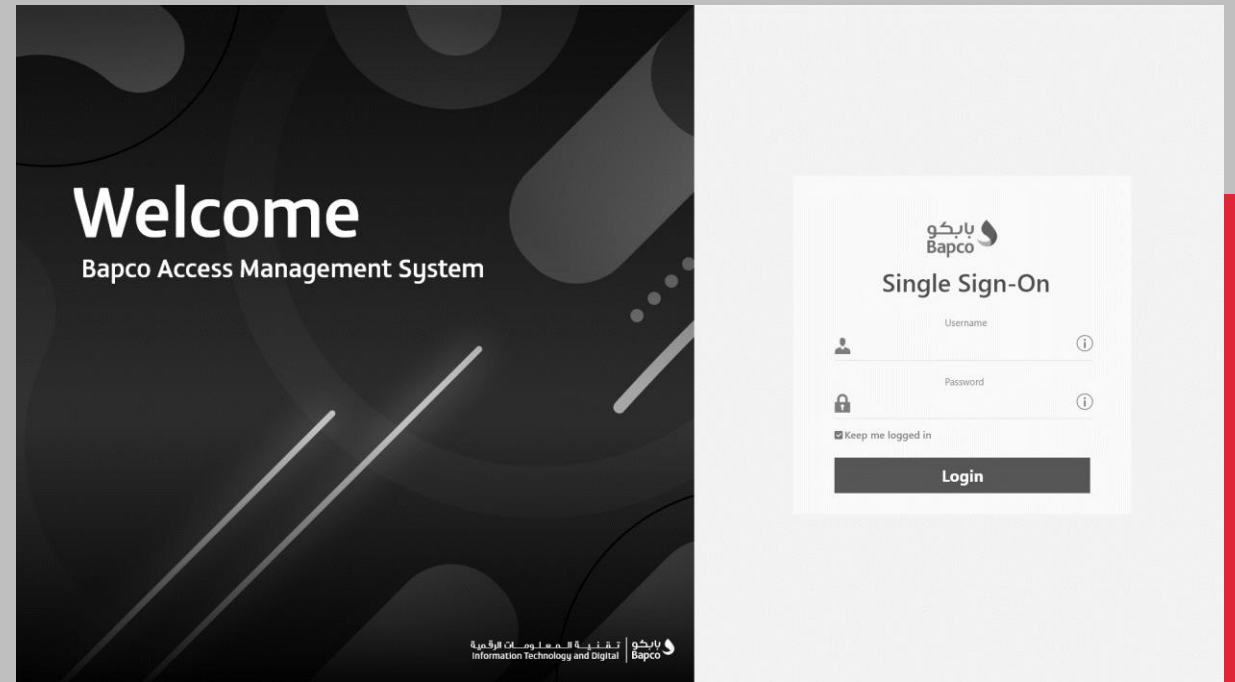 Welcome
Bapco Access Management System
تقنية المعلومات الرقمية
Information Technology and Digital
بابكو
Bapco
بابكو
Bapco
Single Sign-On
Username
Password
Keep me logged in
Login